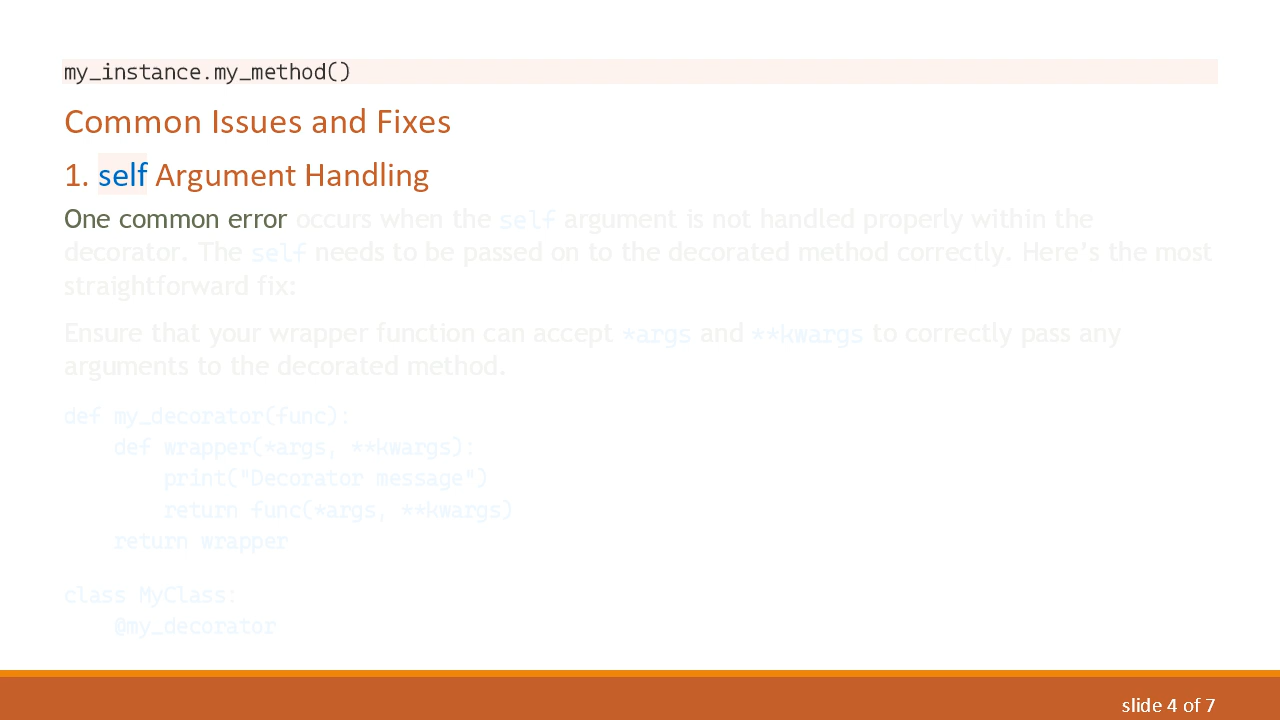 my_instance.my_method()
Common Issues and Fixes
1. self Argument Handling
One common error occurs when the self argument is not handled properly within the
decorator. The self needs to be passed on to the decorated method correctly. Here’s the most
straightforward fix:
Ensure that your wrapper function can accept *args and **kwargs to correctly pass any
arguments to the decorated method.
def my_decorator(func):
    def wrapper(*args, **kwargs):
        print("Decorator message")
        return func(*args, **kwargs)
    return wrapper
class MyClass:
    @my_decorator
slide 4 of 7